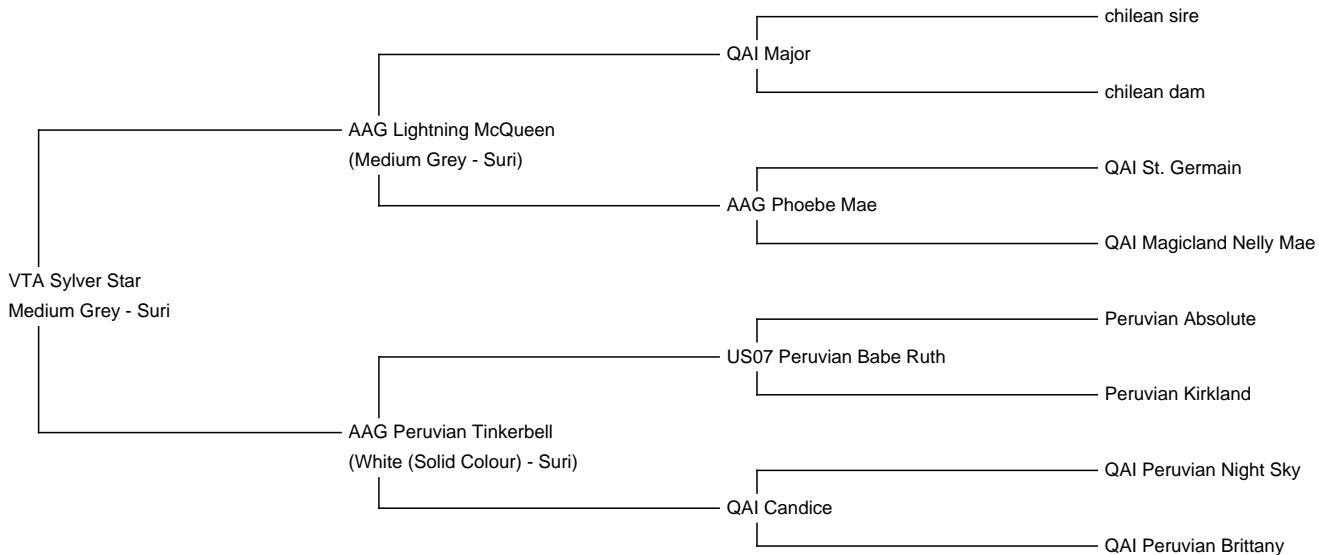 chilean sire
QAI Major
chilean dam
AAG Lightning McQueen
(Medium Grey - Suri)
QAI St. Germain
AAG Phoebe Mae
QAI Magicland Nelly Mae
VTA Sylver Star
Medium Grey - Suri
Peruvian Absolute
US07 Peruvian Babe Ruth
Peruvian Kirkland
AAG Peruvian Tinkerbell
(White (Solid Colour) - Suri)
QAI Peruvian Night Sky
QAI Candice
QAI Peruvian Brittany